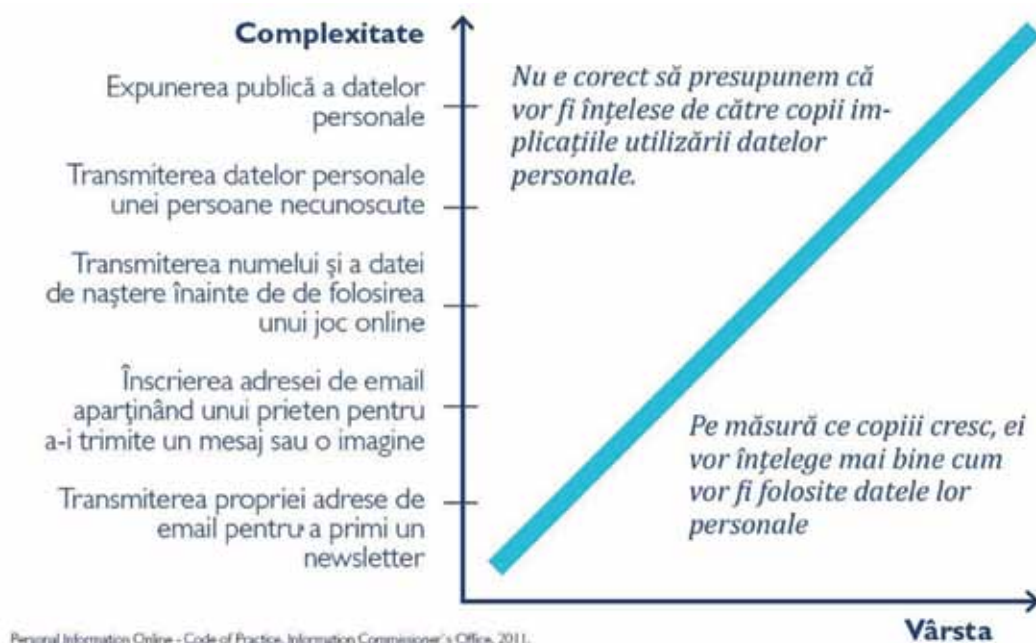 Complexitate
Expunerea publică a datelor
personale
Transmiterea datelor personale
unei persoane necunoscute
Transmiterea numelui şi a datei
de naştere înainte de de folosirea
unui joc online
Înscrierea adresei de email
aparţinând unui prieten pentru
a-i trimite un mesaj sau o imagine
Transmiterea propriei adrese de
email pentru a primi un
newsletter
Nu e corect să presupunem că
vor fi înțelese de către copii im-
plicațiile utilizării datelor
personale.
Pe măsură ce copiii cresc, ei
vor înțelege mai bine cum
vor fi folosite datele lor
personale
Vârsta
Personal Information Online - Code of Practice, Information Commissioner's Office, 2011.